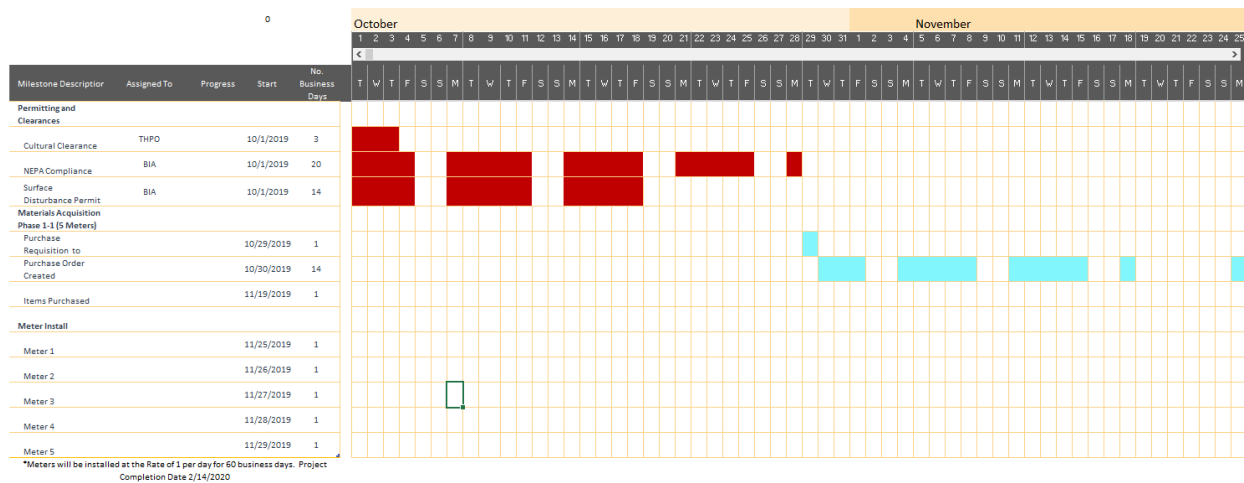 0
October November
1 2 3 4 5 6 7 8 9 10 11 12 13 14 15 16 17 18 19 20 21 22 23 24 25 26 27 28 29 30 31 1 2 3 4 5 6 7 8 9 10 11 12 13 14 15 16 17 18 19 20 21 22 23 24 25
Milestone Descriptior Assigned To Progress Start No. Business Days T W T F S S M T W T F S S M T W T F S S M T W T F S S M T W T F S S M T W T F S S M T W T F S S M T W T F S S M
Permitting and
Clearances
Cultural Clearance THPO 10/1/2019 3
NEPA Compliance BIA 10/1/2019 20
Surface
Disturbance Permit BIA 10/1/2019 14
Materials Acquisition
Phase 1-1 (5 Meters)
Purchase
Requisition to 10/29/2019 1
Purchase Order
Created 10/30/2019 14
Items Purchased 11/19/2019 1
Meter Install
Meter 1 11/25/2019 1
Meter 2 11/26/2019 1
Meter 3 11/27/2019 1
Meter 4 11/28/2019 1
Meter 5 11/29/2019 1
*Meters will be installed at the Rate of 1 per day for 60 business days. Project
Completion Date 2/14/2020